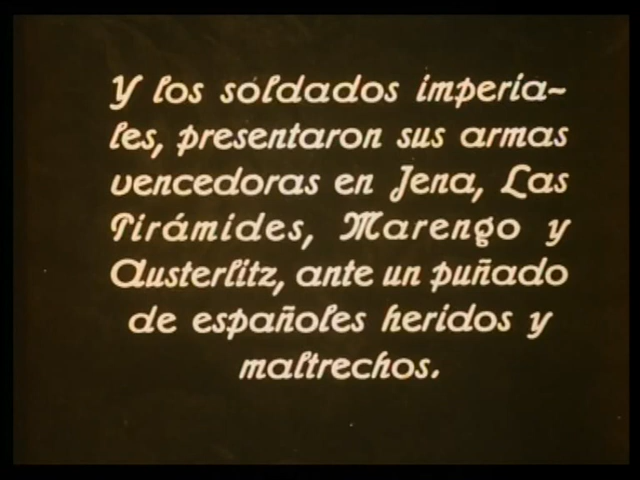 Y los soldados imperia~
les, presentaron sus armas
vencedoras en Jena, Las
Pirámides, Marengo y
Austerlitz, ante un puñado
de españoles heridos y
maltrechos.